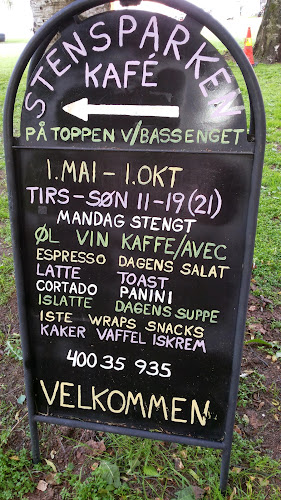 STENSPARKEN
KAFÉ
PÅ TOPPEN V/BASSENGET
1. MAI - 1. OKT
TIRS-SØN 11-19 (21)
MANDAG STENGT
ØL VIN KAFFE/AVEC
ESPRESSO DAGENS SALAT
LATTE TOAST
CORTADO PANINI
ISLATTE DAGENS SUPPE
ISTE WRAPS SNACKS
KAKER VAFFEL ISKREM
400 35 935
VELKOMMEN